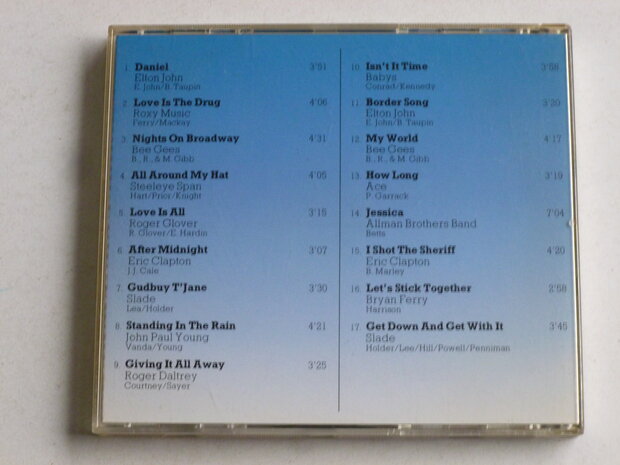 1. Daniel 3'51
Elton John
E. John/B. Taupin
2. Love Is The Drug 4'06
Roxy Music
Ferry/Mackay
3. Nights On Broadway 4'31
Bee Gees
B., R., & M. Gibb
4. All Around My Hat 4'05
Steeleye Span
Hart/Prior/Knight
5. Love Is All 3'15
Roger Glover
R. Glover/E. Hardin
6. After Midnight 3'07
Eric Clapton
J.J. Cale
7. Gudbuy T'Jane 3'30
Slade
Lea/Holder
8. Standing In The Rain 4'21
John Paul Young
Vanda/Young
9. Giving It All Away 3'25
Roger Daltrey
Courtney/Sayer
10. Isn't It Time 3'58
Babys
Conrad/Kennedy
11. Border Song 3'20
Elton John
E. John/B. Taupin
12. My World 4'17
Bee Gees
B., R., & M. Gibb
13. How Long 3'19
Ace
P. Carrack
14. Jessica 7'04
Allman Brothers Band
Betts
15. I Shot The Sheriff 4'20
Eric Clapton
B. Marley
16. Let's Stick Together 2'58
Bryan Ferry
Harrison
17. Get Down And Get With It 3'45
Slade
Holder/Lee/Hill/Powell/Penniman